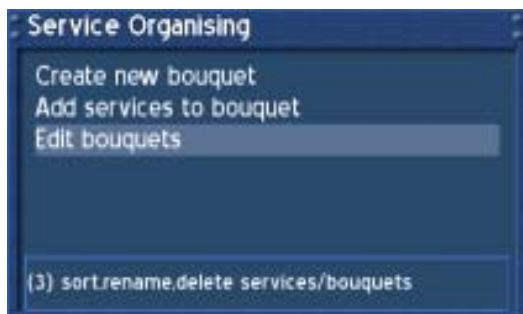 Service Organising
Create new bouquet
Add services to bouquet
Edit bouquets
(3) sort,rename,delete services/bouquets